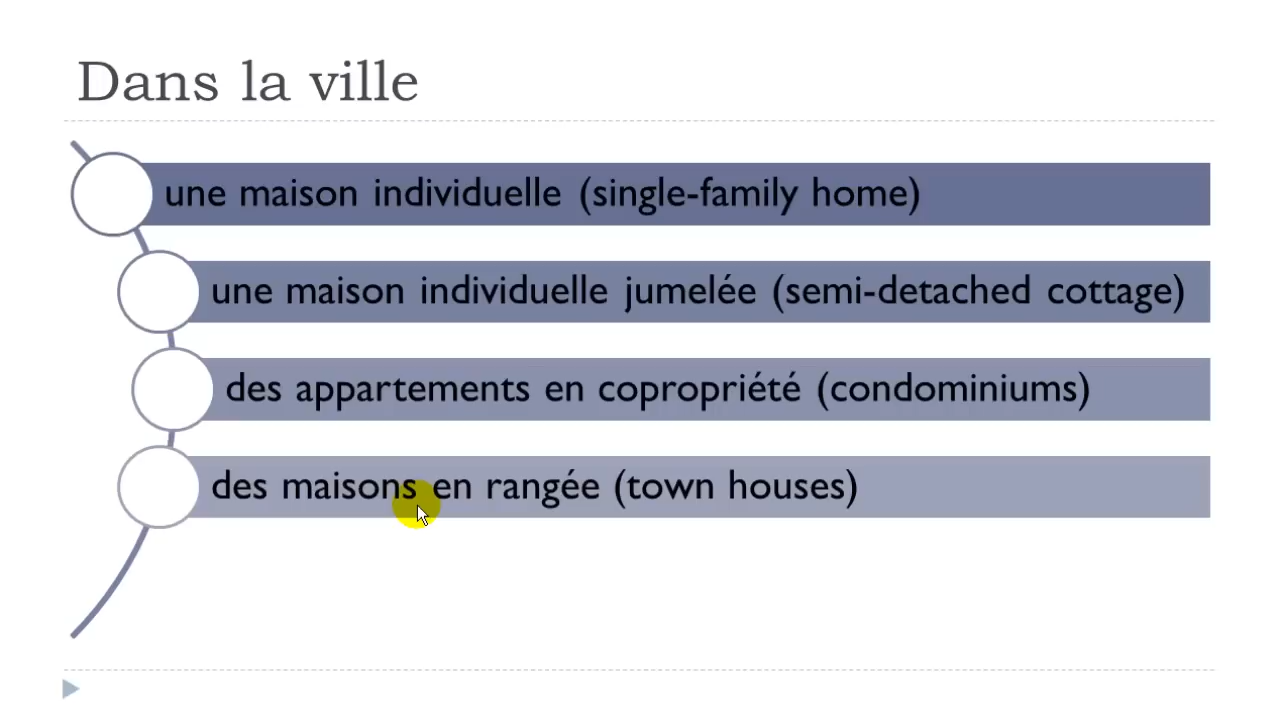 Dans la ville
une maison individuelle (single-family home)
une maison individuelle jumelée (semi-detached cottage)
des appartements en copropriété (condominiums)
des maisons en rangée (town houses)